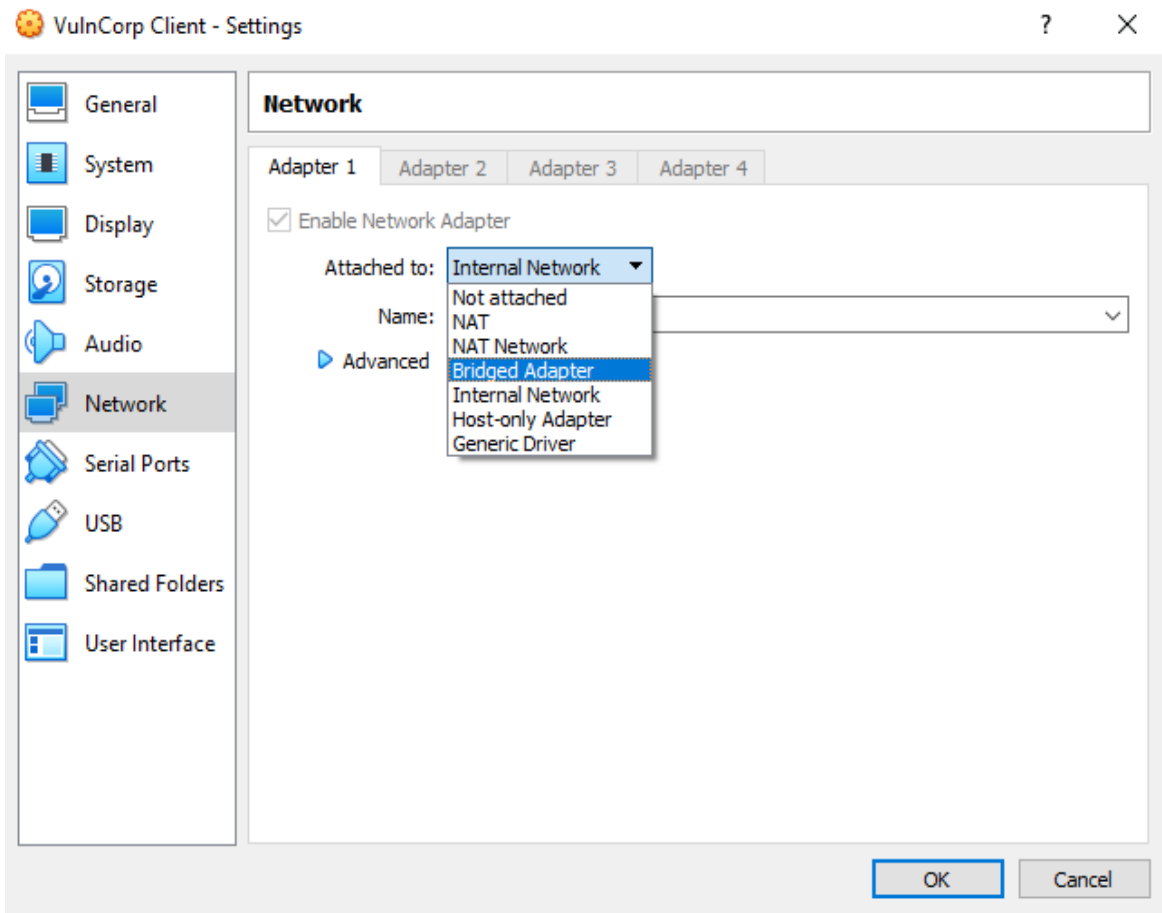 VulnCorp Client - Settings
?
General
System
Display
Storage
Audio
Network
Serial Ports
USB
Shared Folders
User Interface
Network
Adapter 1 Adapter 2 Adapter 3 Adapter 4
Enable Network Adapter
Attached to: Internal Network
Not attached
Name: NAT
NAT Network
Advanced Bridged Adapter
Internal Network
Host-only Adapter
Generic Driver
OK Cancel